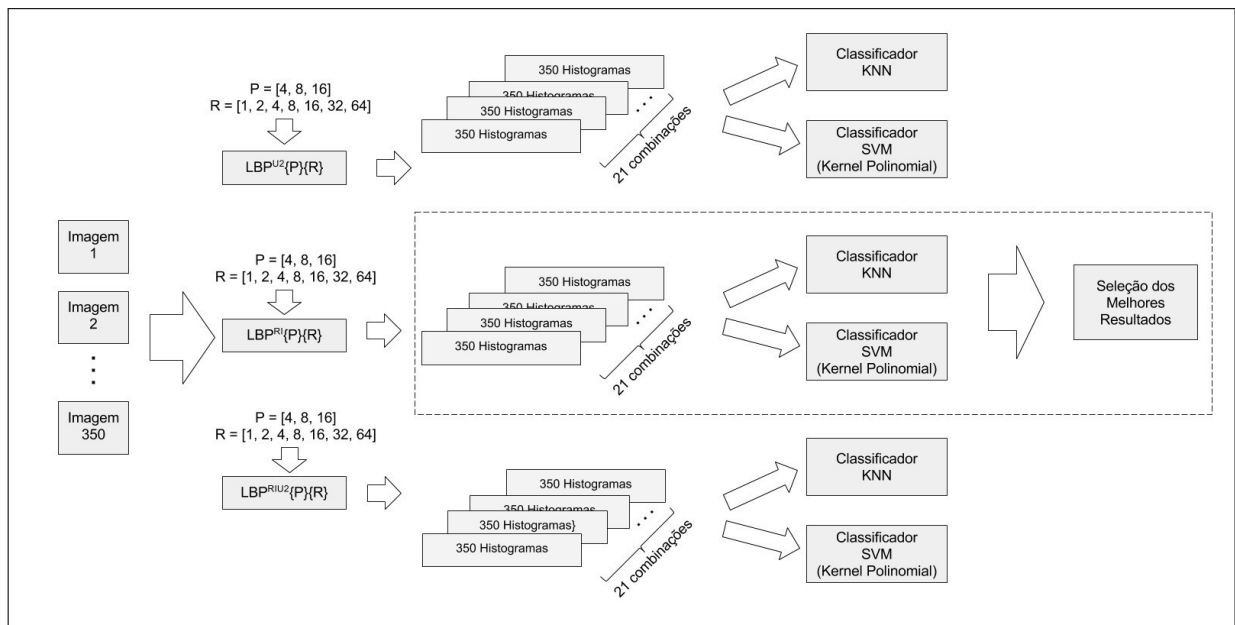 P = [4, 8, 16]
R = [1, 2, 4, 8, 16, 32, 64]
LBP^U2{P}{R}
350 Histogramas
350 Histogramas
350 Histogramas
350 Histogramas
...
21 combinações
Classificador
KNN
Classificador
SVM
(Kernel Polinomial)
Imagem
1
Imagem
2
...
Imagem
350
P = [4, 8, 16]
R = [1, 2, 4, 8, 16, 32, 64]
LBP^RI{P}{R}
350 Histogramas
350 Histogramas
350 Histogramas
350 Histogramas
...
21 combinações
Classificador
KNN
Classificador
SVM
(Kernel Polinomial)
Seleção dos
Melhores
Resultados
P = [4, 8, 16]
R = [1, 2, 4, 8, 16, 32, 64]
LBP^RIU2{P}{R}
350 Histogramas
350 Histogramas
350 Histogramas}
350 Histogramas
...
21 combinações
Classificador
KNN
Classificador
SVM
(Kernel Polinomial)